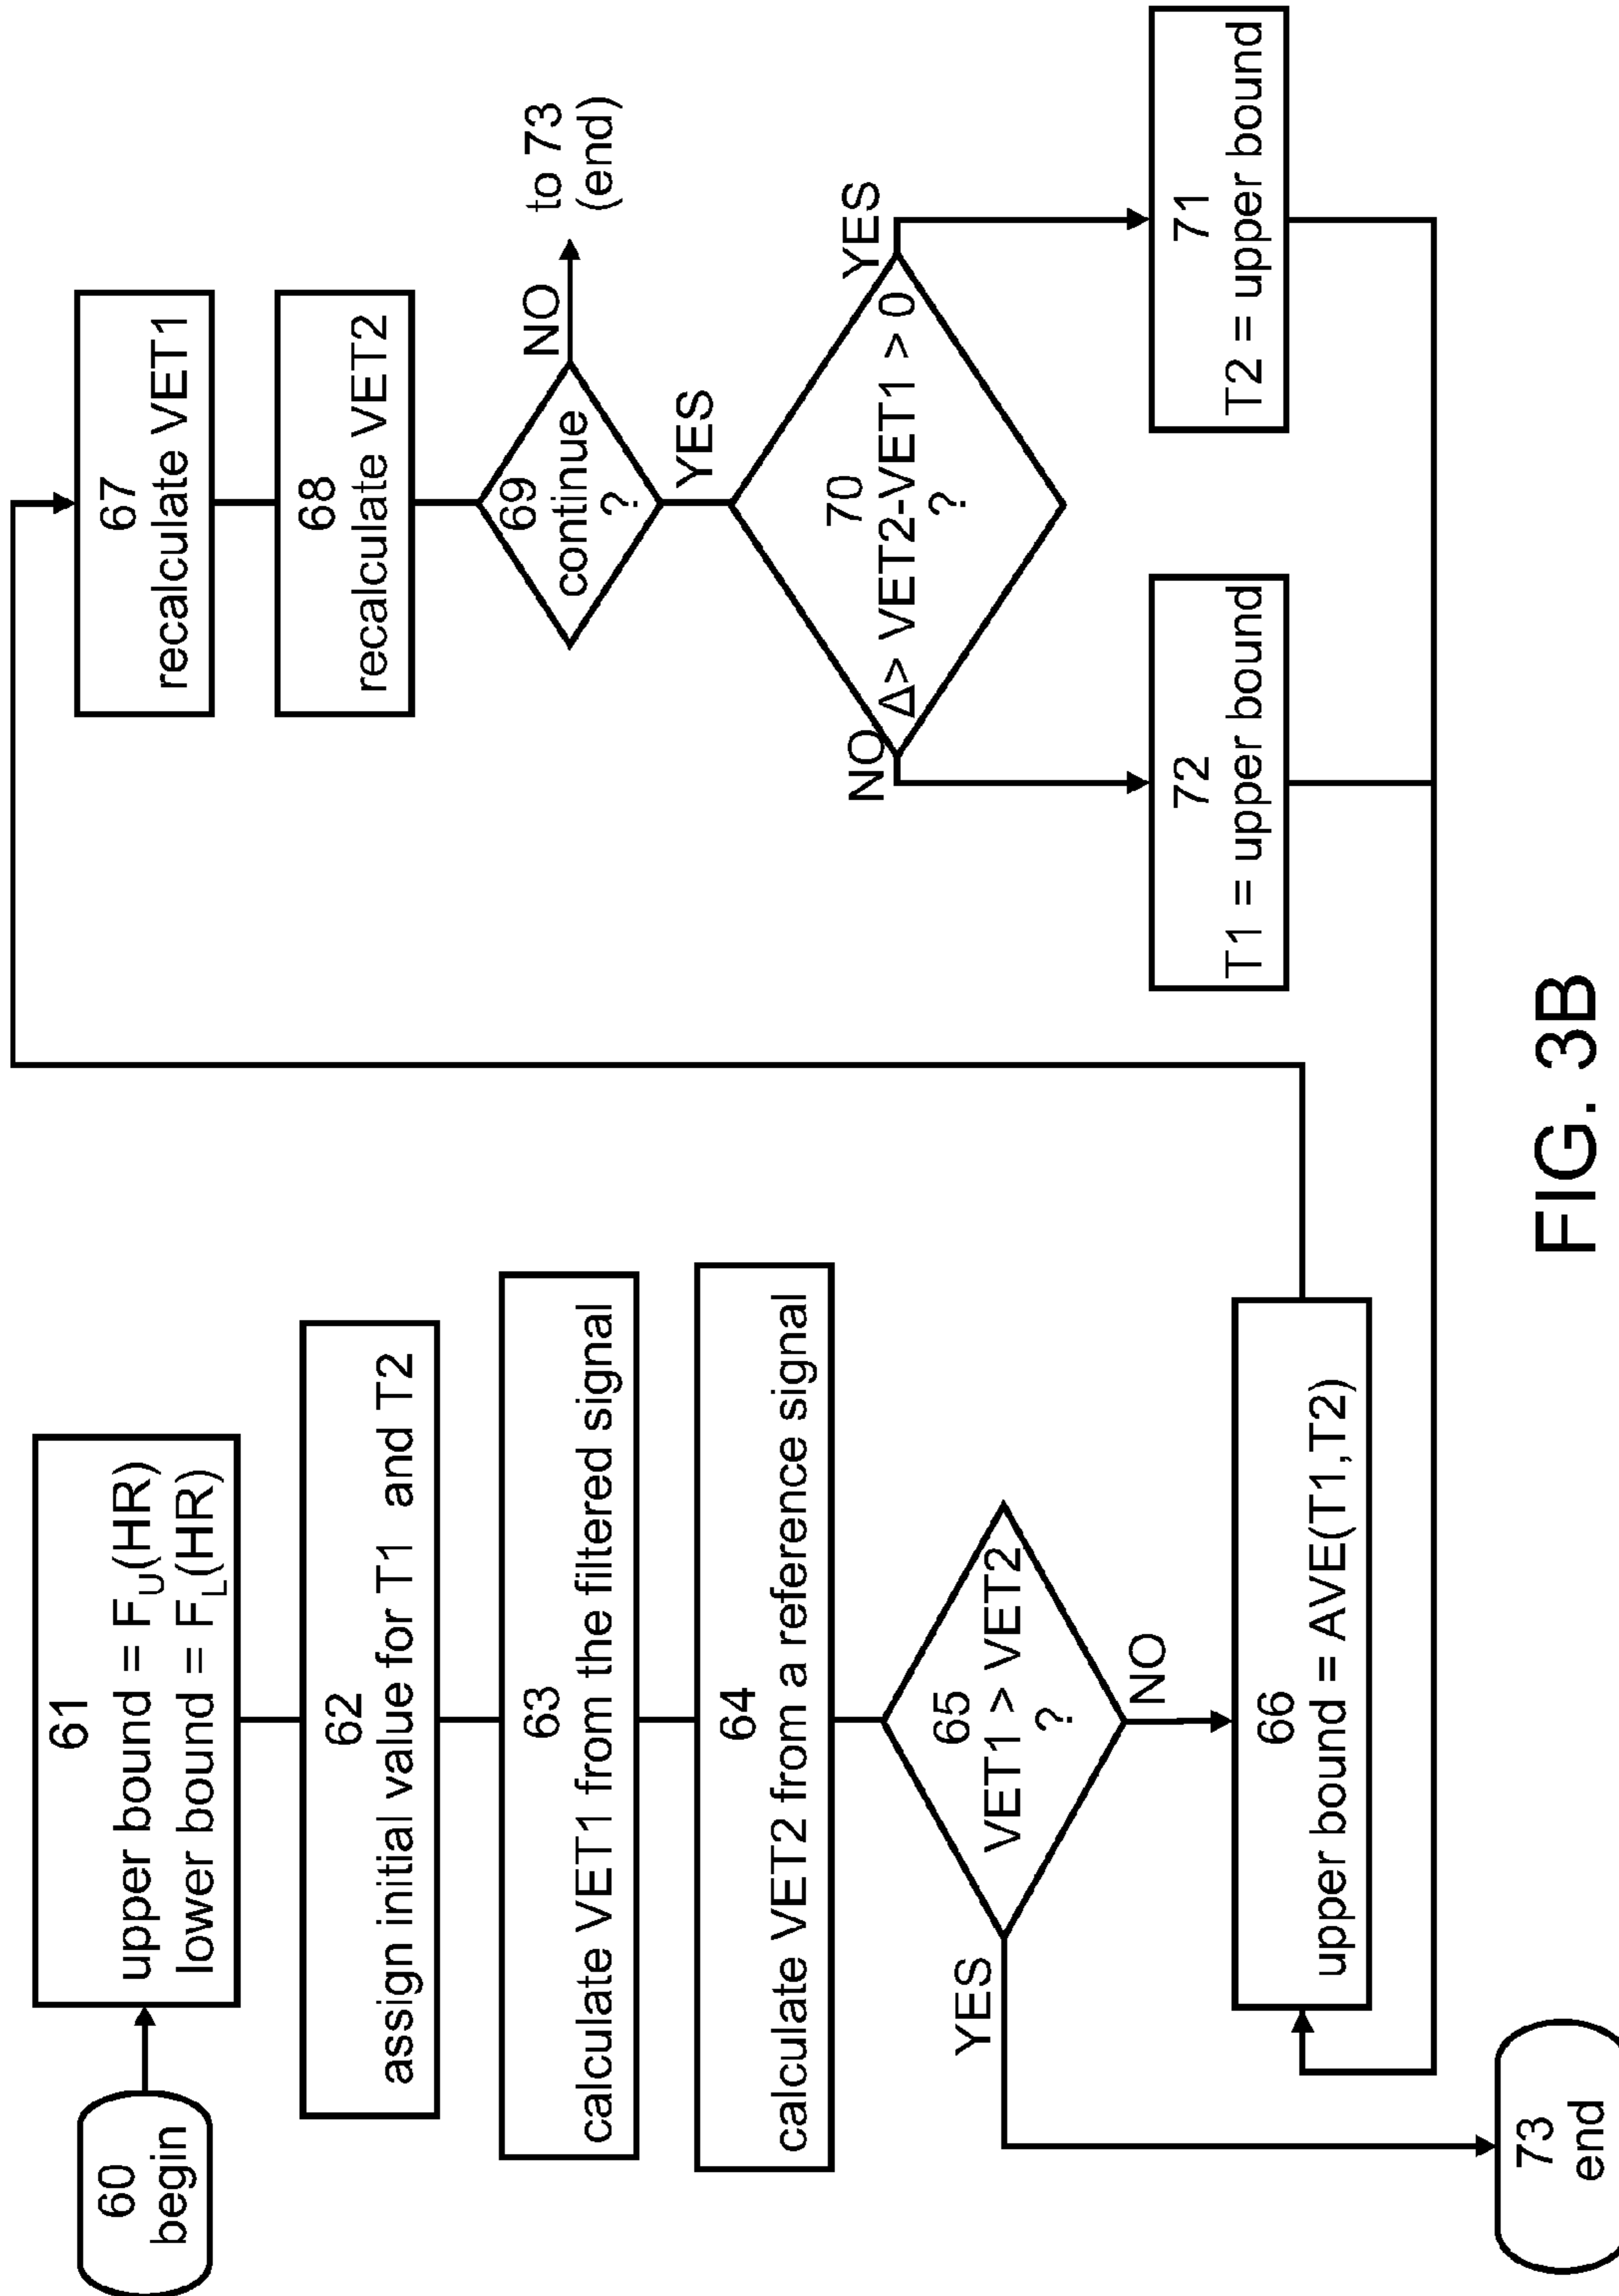 60
begin
61
upper bound = FU(HR)
lower bound = FL(HR)
62
assign initial value for T1 and T2
63
calculate VET1 from the filtered signal
64
calculate VET2 from a reference signal
65
VET1 > VET2
?
YES
NO
66
upper bound = AVE(T1,T2)
73
end
67
recalculate VET1
68
recalculate VET2
69
continue
?
NO
to 73
(end)
YES
70
Δ> VET2-VET1 > 0
?
NO
YES
72
T1 = upper bound
71
T2 = upper bound
FIG. 3B